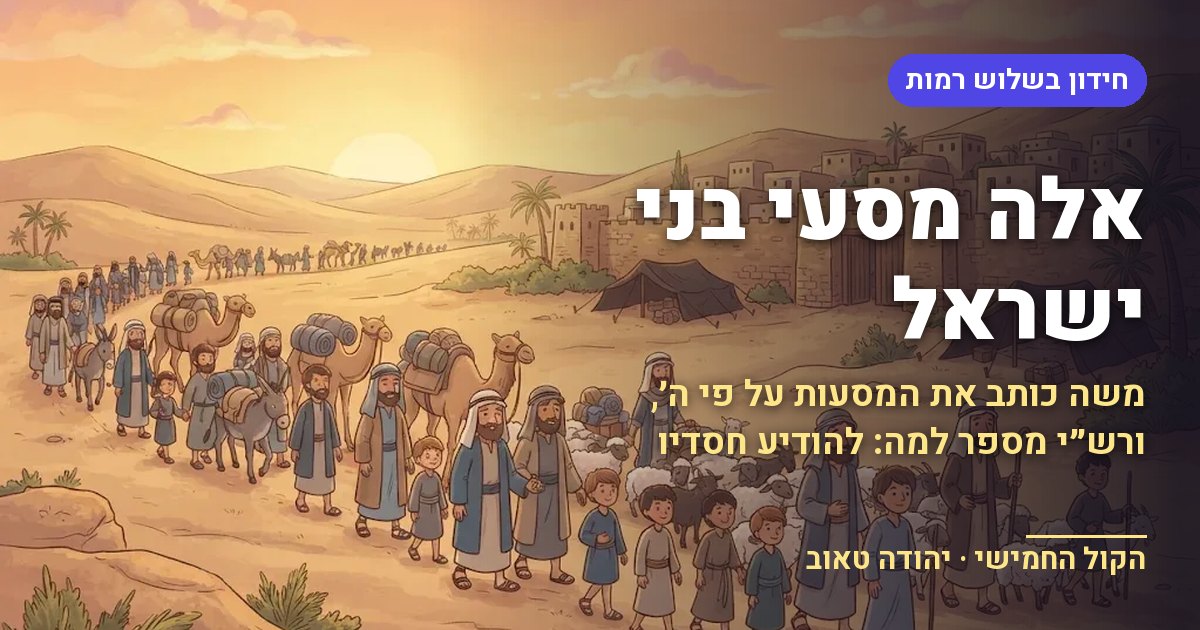 חידון בשלוש רמות
אלה מסעי בני
ישראל
משה כותב את המסעות על פי ה׳,
ורש״י מספר למה: להודיע חסדיו
הקול החמישי · יהודה טאוב